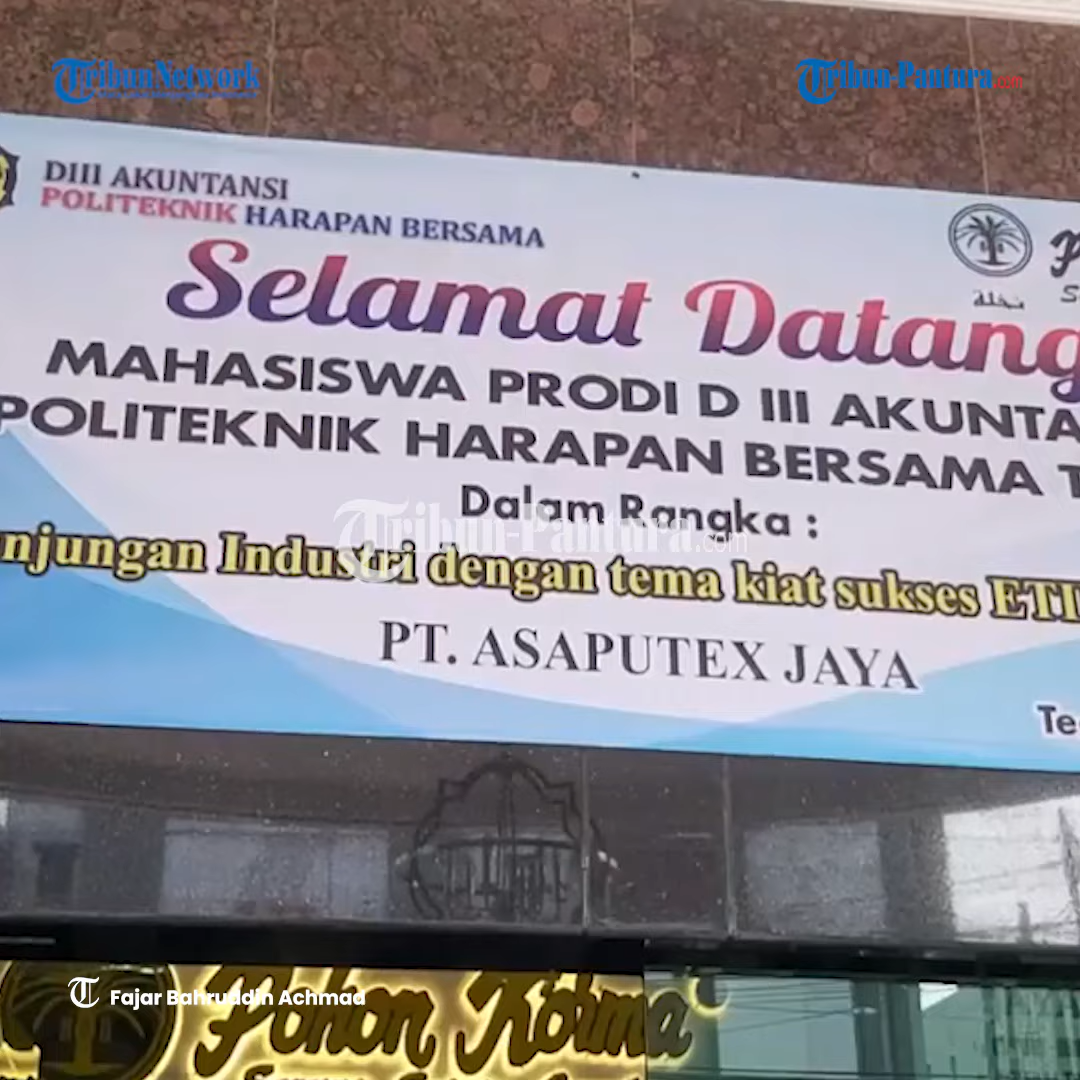 TribunNetwork
Tribun-Pantura.com
DIII AKUNTANSI
POLITEKNIK HARAPAN BERSAMA
نخلة
Selamat Datang
MAHASISWA PRODI D III AKUNTA
POLITEKNIK HARAPAN BERSAMA T
Dalam Rangka :
Tribun-Pantura.com
njungan Industri dengan tema kiat sukses ETI
PT. ASAPUTEX JAYA
Te
Fajar Bahruddin Achmad
Pohon Korma